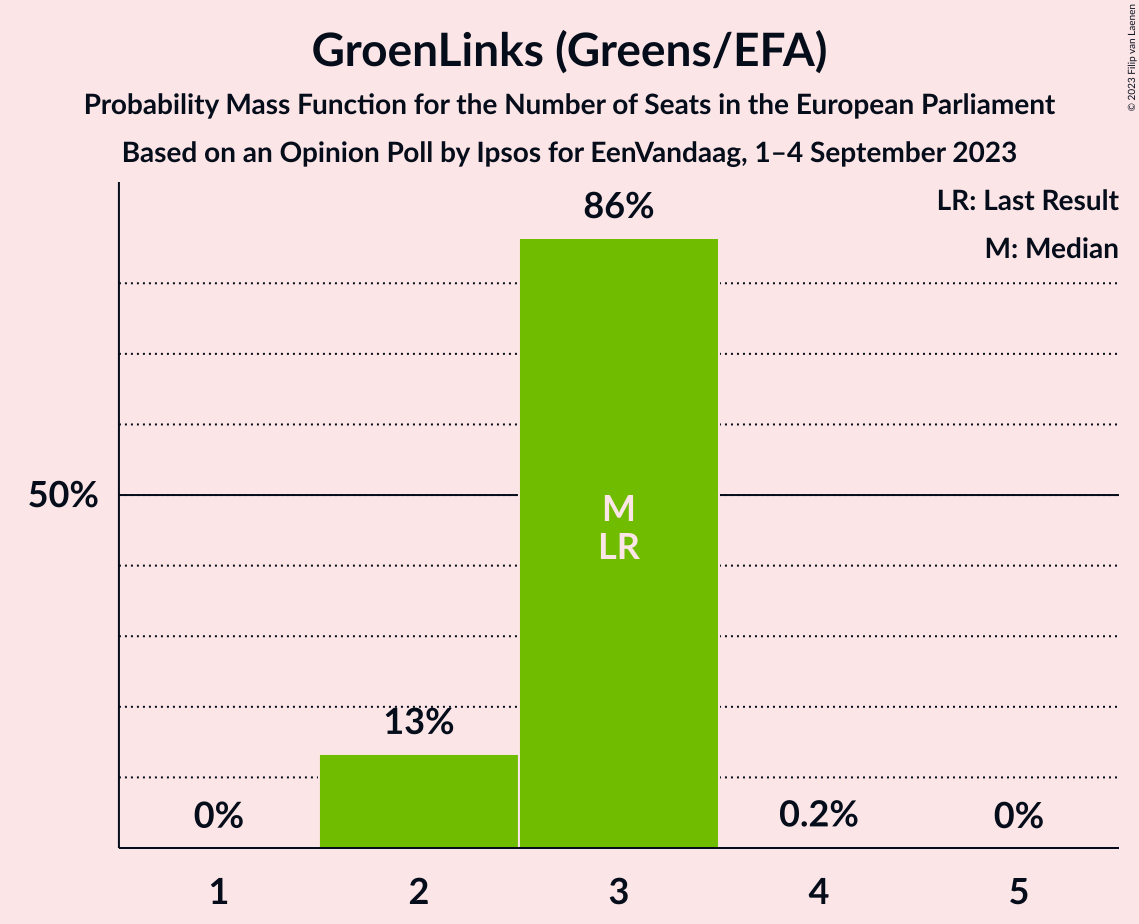 GroenLinks (Greens/EFA)
Probability Mass Function for the Number of Seats in the European Parliament
Based on an Opinion Poll by Ipsos for EenVandaag, 1–4 September 2023
© 2023 Filip van Laenen
LR: Last Result
M: Median
86%
50%
M
LR
13%
0%
0.2%
0%
1
2
3
4
5